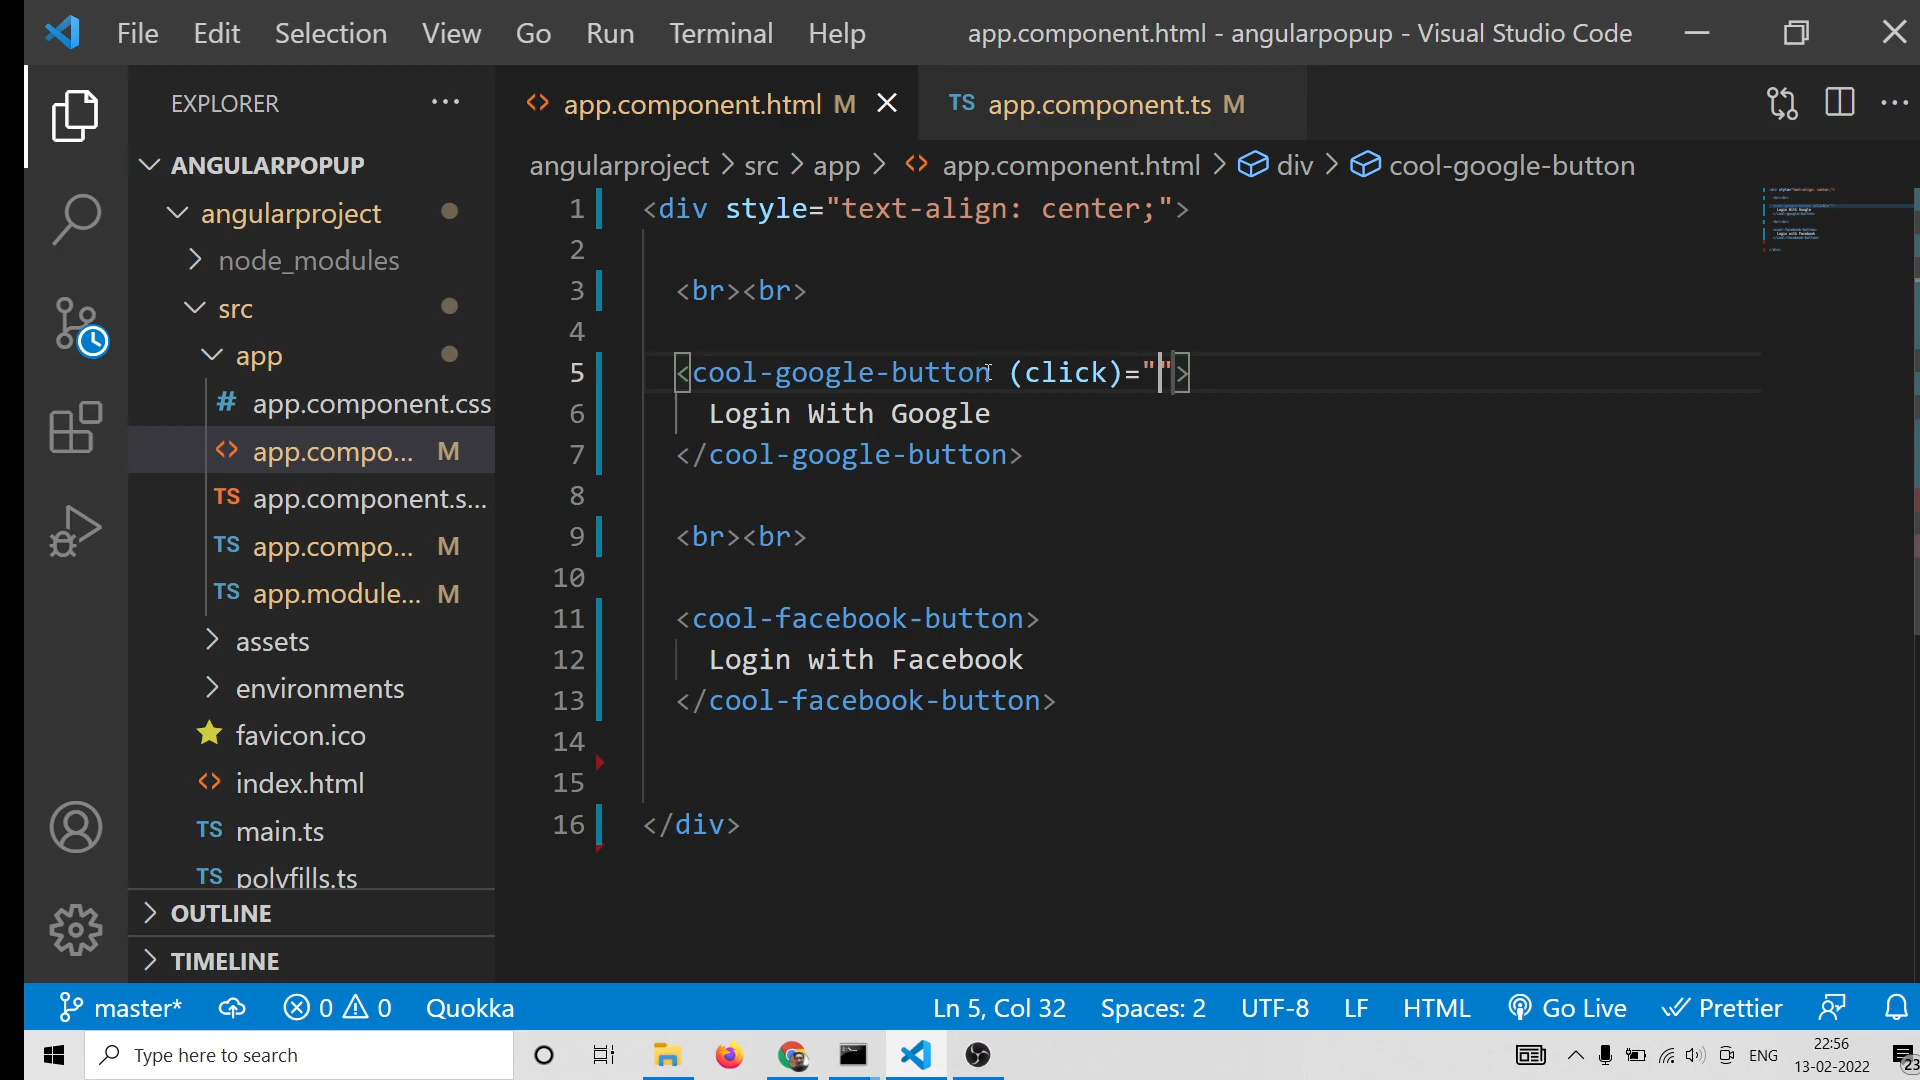 File Edit Selection View Go Run Terminal Help app.component.html - angularpopup - Visual Studio Code
EXPLORER
app.component.html M
TS app.component.ts M
ANGULARPOPUP
angularproject > src > app > app.component.html > div > cool-google-button
angularproject
node_modules
src
app
# app.component.css
app.compo... M
TS app.component.s...
TS app.compo... M
TS app.module... M
assets
environments
favicon.ico
index.html
TS main.ts
TS polyfills.ts
OUTLINE
TIMELINE
1 <div style="text-align: center;">
2
3 <br><br>
4
5 <cool-google-button (click)="">
6 Login With Google
7 </cool-google-button>
8
9 <br><br>
10
11 <cool-facebook-button>
12 Login with Facebook
13 </cool-facebook-button>
14
15
16 </div>
master* 0 0 Quokka Ln 5, Col 32 Spaces: 2 UTF-8 LF HTML Go Live Prettier
Type here to search
ENG
22:56
13-02-2022
23